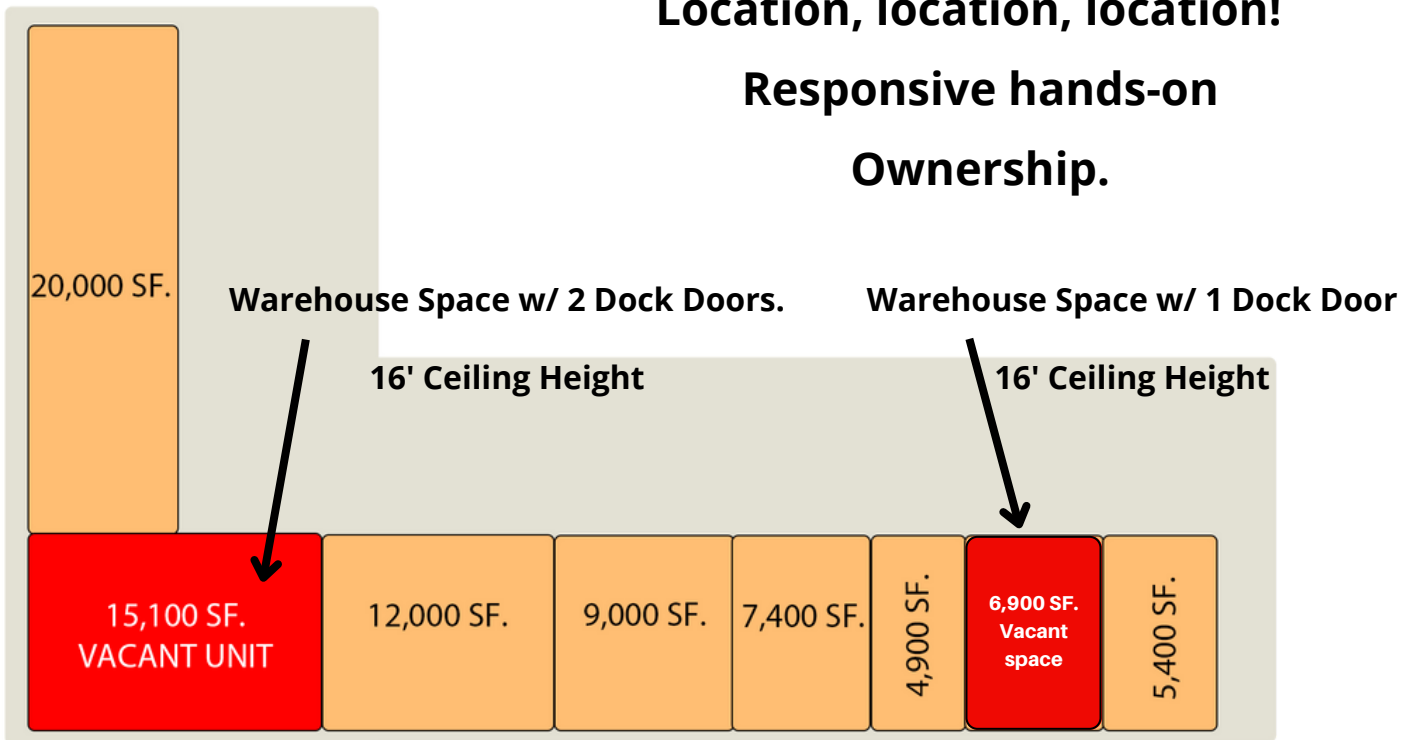 Location, location, location!
Responsive hands-on
Ownership.
20,000 SF.
Warehouse Space w/ 2 Dock Doors.
16' Ceiling Height
Warehouse Space w/ 1 Dock Door
16' Ceiling Height
15,100 SF.
VACANT UNIT
12,000 SF.
9,000 SF.
7,400 SF.
4,900 SF.
6,900 SF.
Vacant
space
5,400 SF.